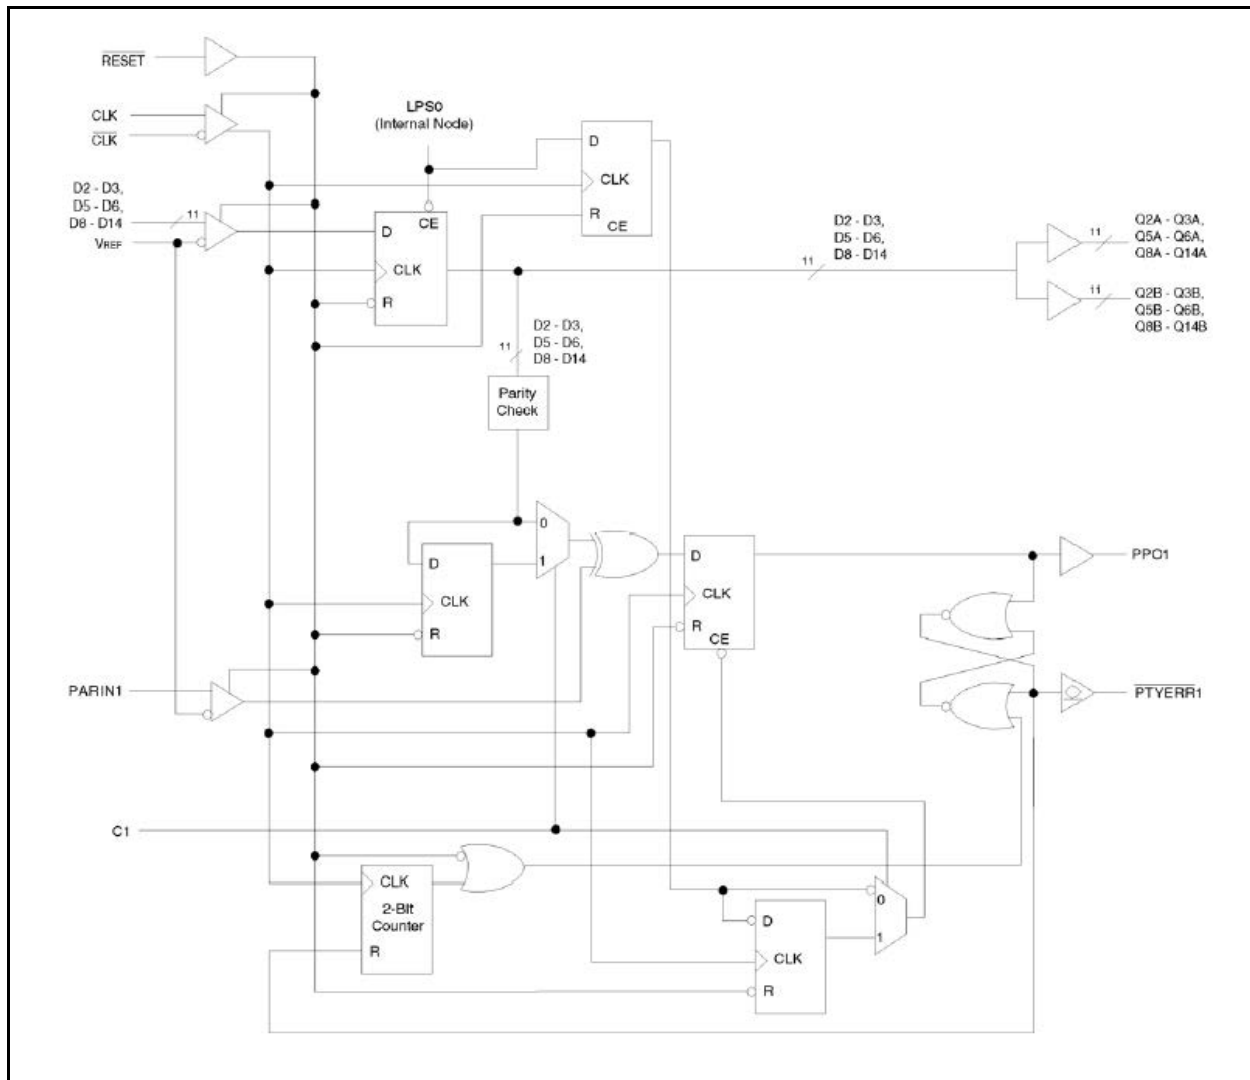 RESET
CLK
CLK
LPS0
(Internal Node)
D
CLK
R
CE
D2 - D3,
D5 - D6,
D8 - D14
11
VREF
CE
D
CLK
R
D2 - D3,
D5 - D6,
D8 - D14
11
11
Q2A - Q3A,
Q5A - Q6A,
Q8A - Q14A
11
Q2B - Q3B,
Q5B - Q6B,
Q8B - Q14B
D2 - D3,
D5 - D6,
D8 - D14
11
Parity
Check
0
1
D
CLK
R
D
CLK
R
CE
PPO1
PARIN1
PTYERR1
C1
CLK
2-Bit
Counter
R
0
1
D
CLK
R